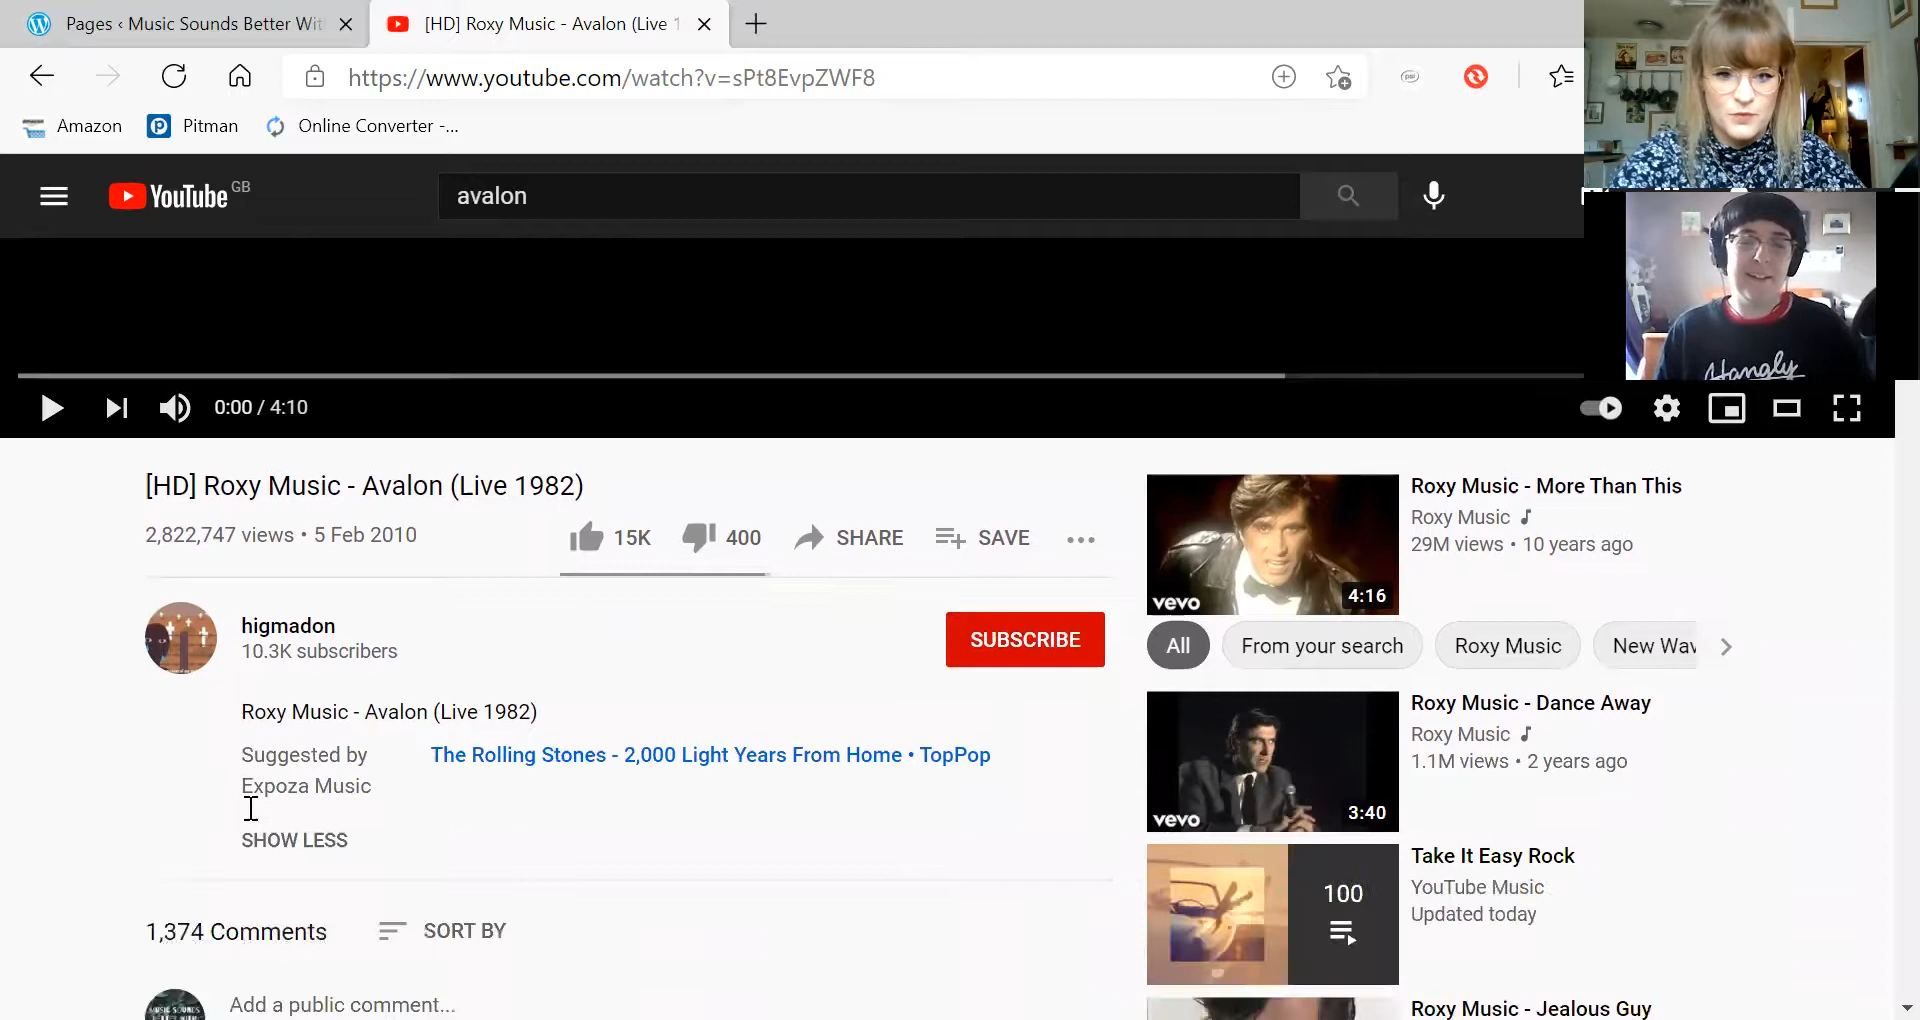 Pages ‹ Music Sounds Better Wit
[HD] Roxy Music - Avalon (Live 1
https://www.youtube.com/watch?v=sPt8EvpZWF8
psi
Amazon
Pitman
Online Converter -...
YouTube GB
avalon
Hangly
0:00 / 4:10
[HD] Roxy Music - Avalon (Live 1982)
2,822,747 views • 5 Feb 2010
15K
400
SHARE
SAVE
higmadon
10.3K subscribers
SUBSCRIBE
Roxy Music - Avalon (Live 1982)
Suggested by
Expoza Music
The Rolling Stones - 2,000 Light Years From Home • TopPop
SHOW LESS
1,374 Comments
SORT BY
Add a public comment...
vevo
4:16
Roxy Music - More Than This
Roxy Music
29M views • 10 years ago
All
From your search
Roxy Music
New Wav
vevo
3:40
Roxy Music - Dance Away
Roxy Music
1.1M views • 2 years ago
100
Take It Easy Rock
YouTube Music
Updated today
Roxy Music - Jealous Guy